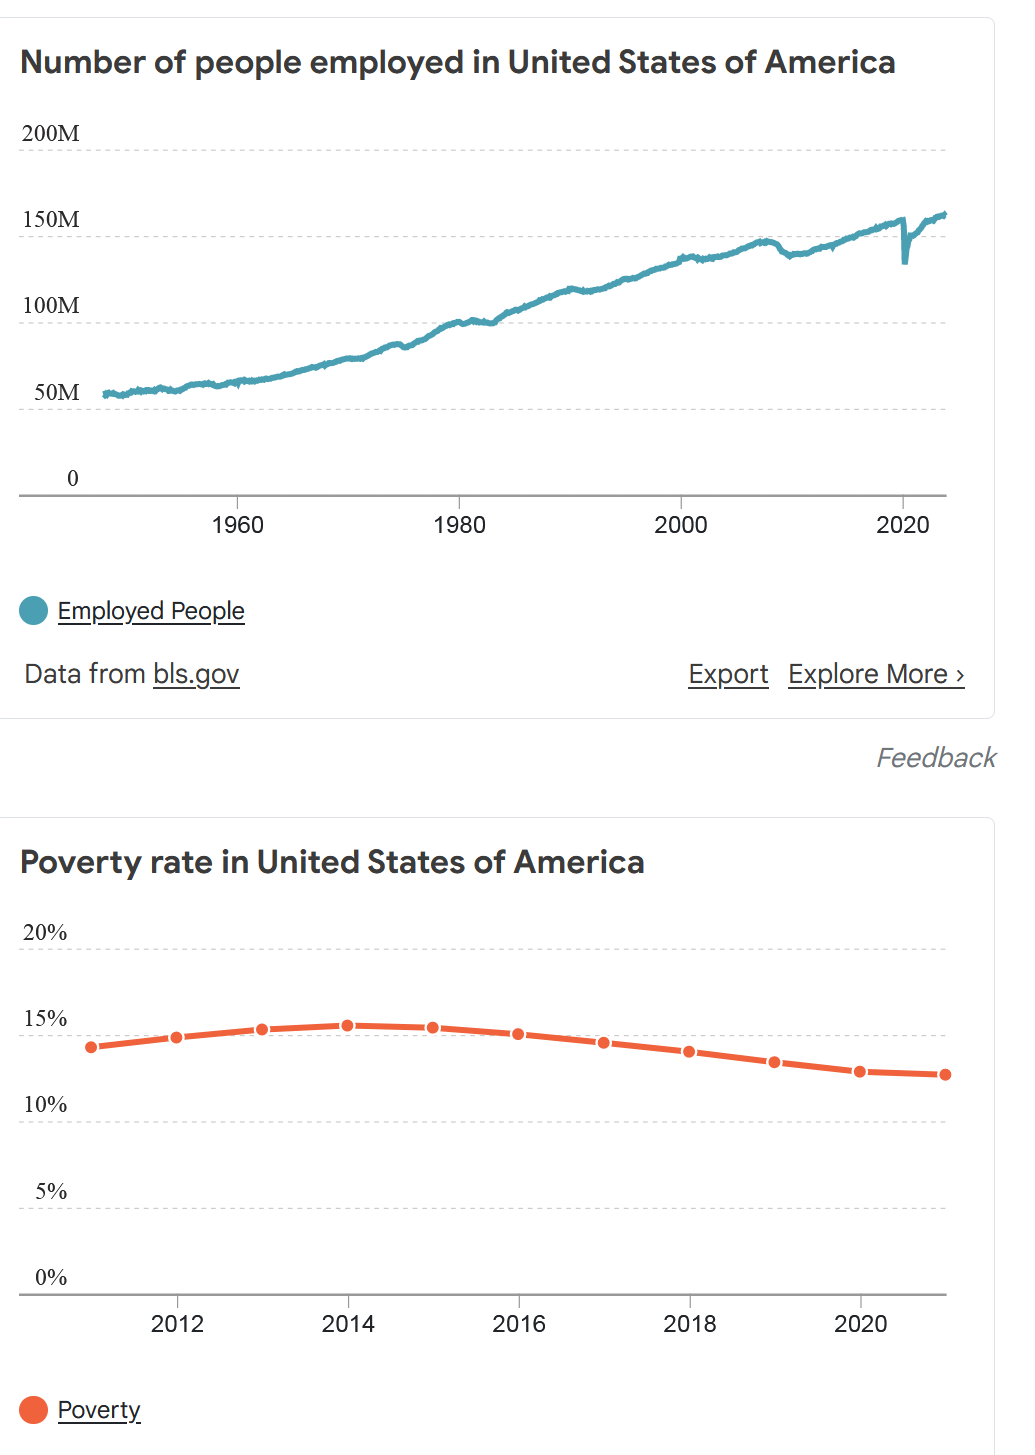 Number of people employed in United States of America
200M
150M
100M
50M
0
1960 1980 2000 2020
Employed People
Data from bls.gov Export Explore More ›
Feedback
Poverty rate in United States of America
20%
15%
10%
5%
0%
2012 2014 2016 2018 2020
Poverty